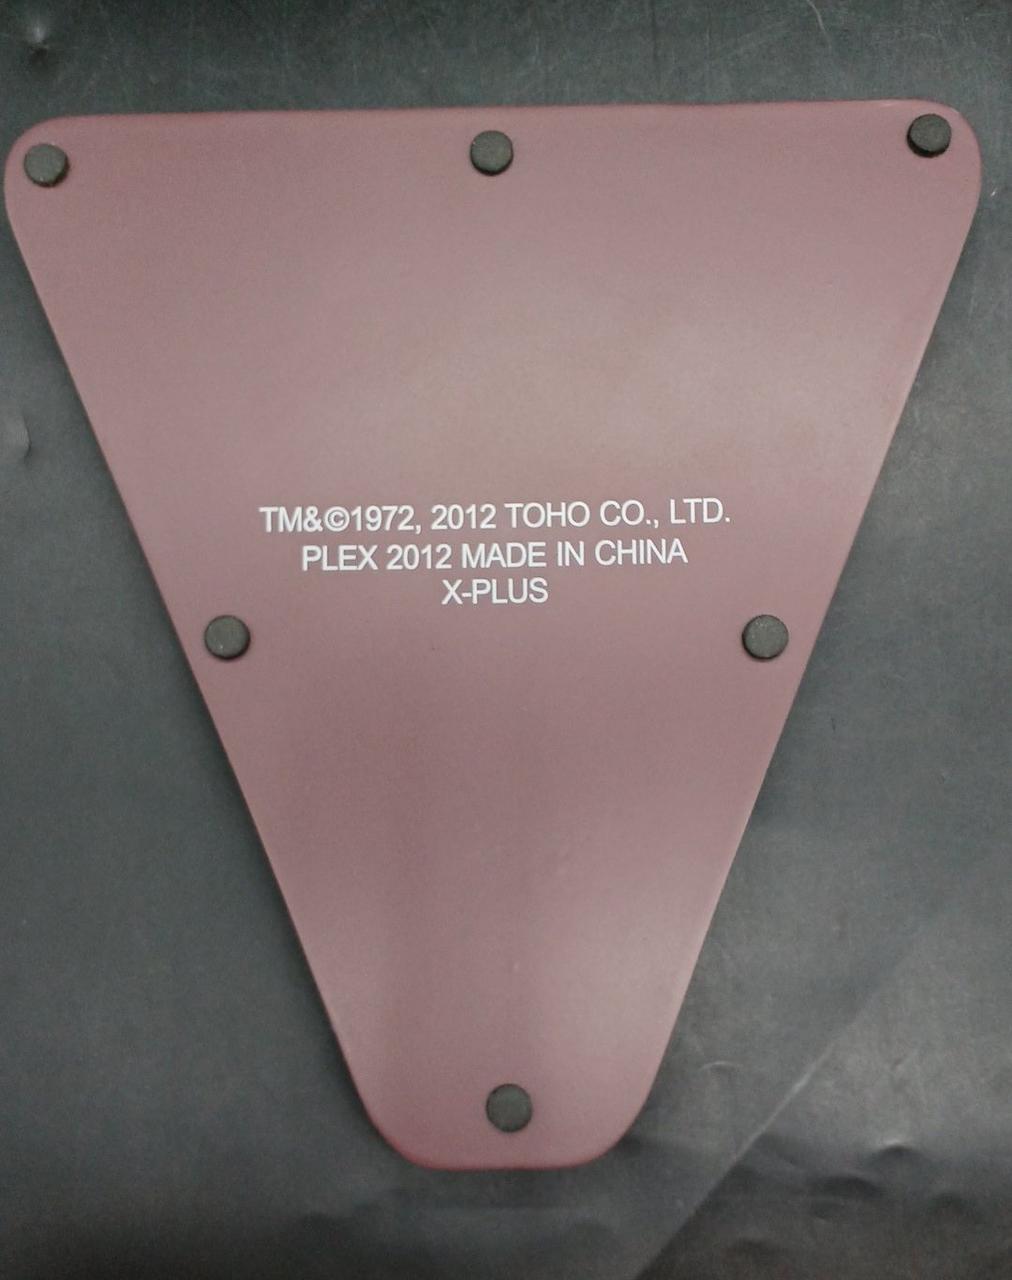 TM&©1972, 2012 TOHO CO., LTD.
PLEX 2012 MADE IN CHINA
X-PLUS